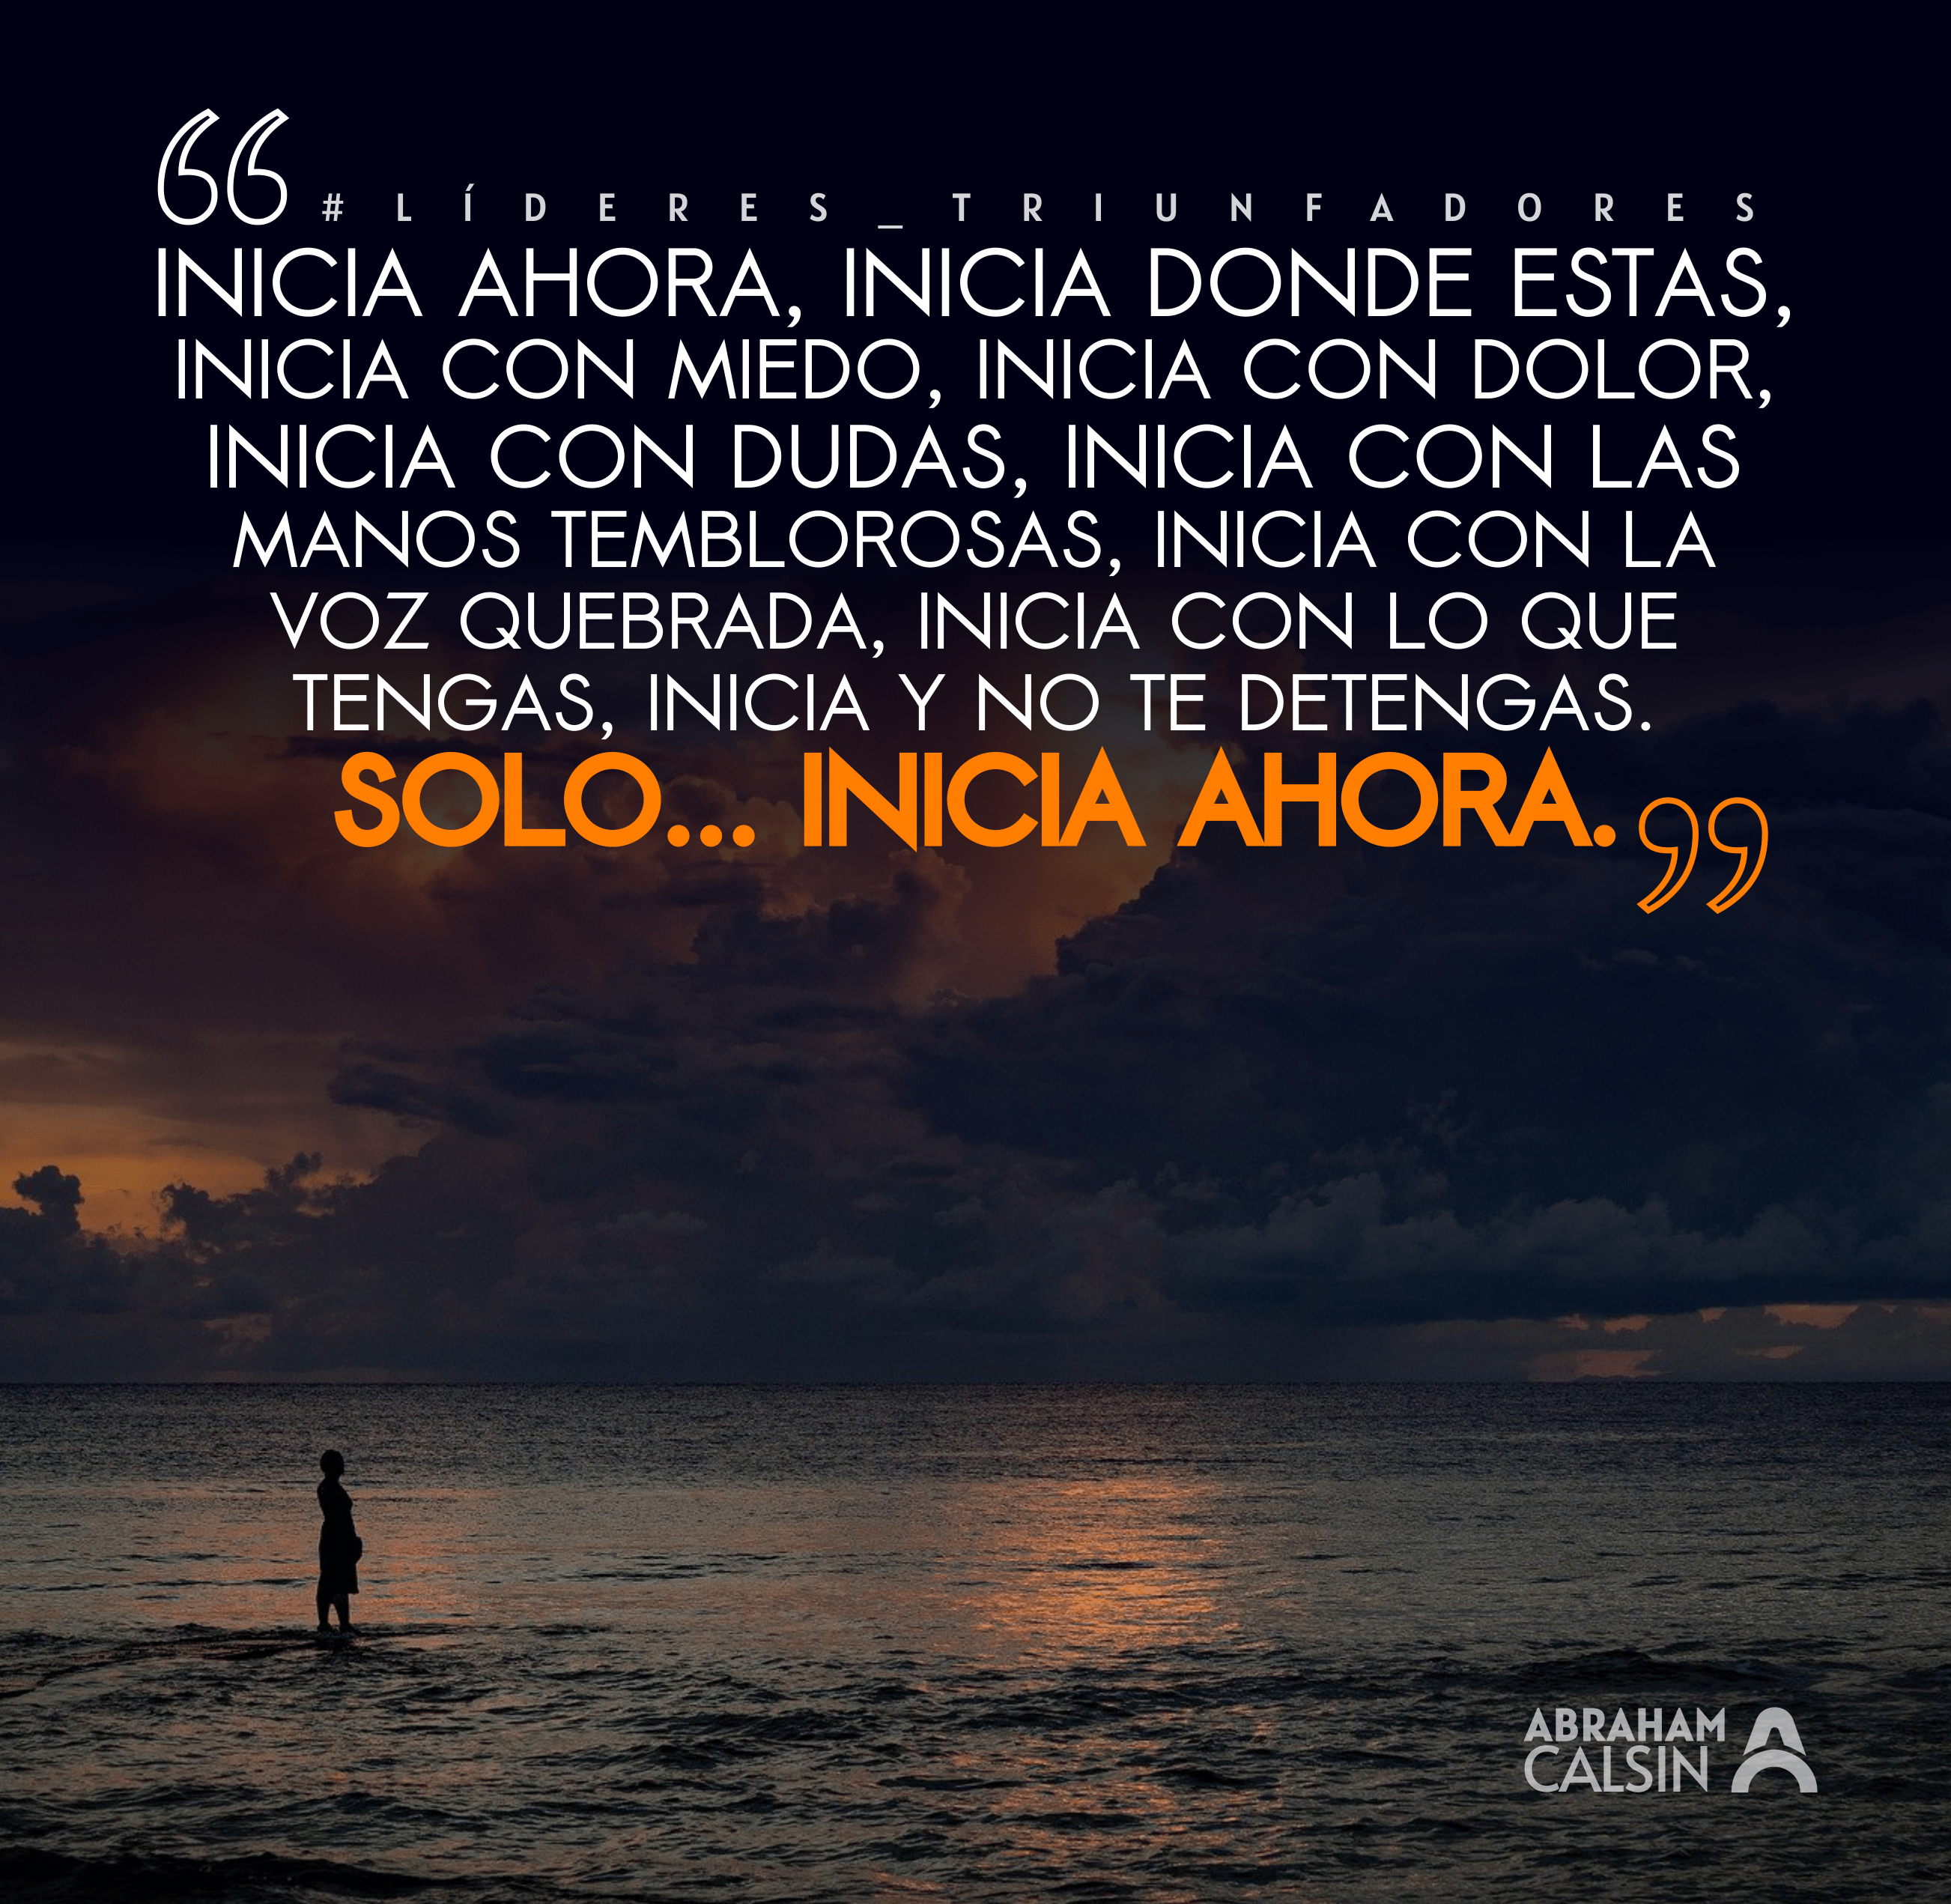 #LÍDERES_TRIUNFADORES
INICIA AHORA, INICIA DONDE ESTAS,
INICIA CON MIEDO, INICIA CON DOLOR,
INICIA CON DUDAS, INICIA CON LAS
MANOS TEMBLOROSAS, INICIA CON LA
VOZ QUEBRADA, INICIA CON LO QUE
TENGAS, INICIA Y NO TE DETENGAS.
SOLO... INICIA AHORA.
ABRAHAM
CALSIN